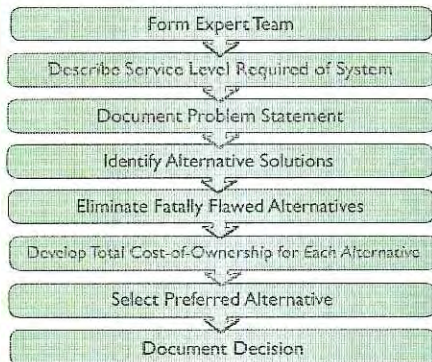 Form Expert Team
Describe Service Level Required of System
Document Problem Statement
Identify Alternative Solutions
Eliminate Fatally Flawed Alternatives
Develop Total Cost-of-Ownership for Each Alternative
Select Preferred Alternative
Document Decision